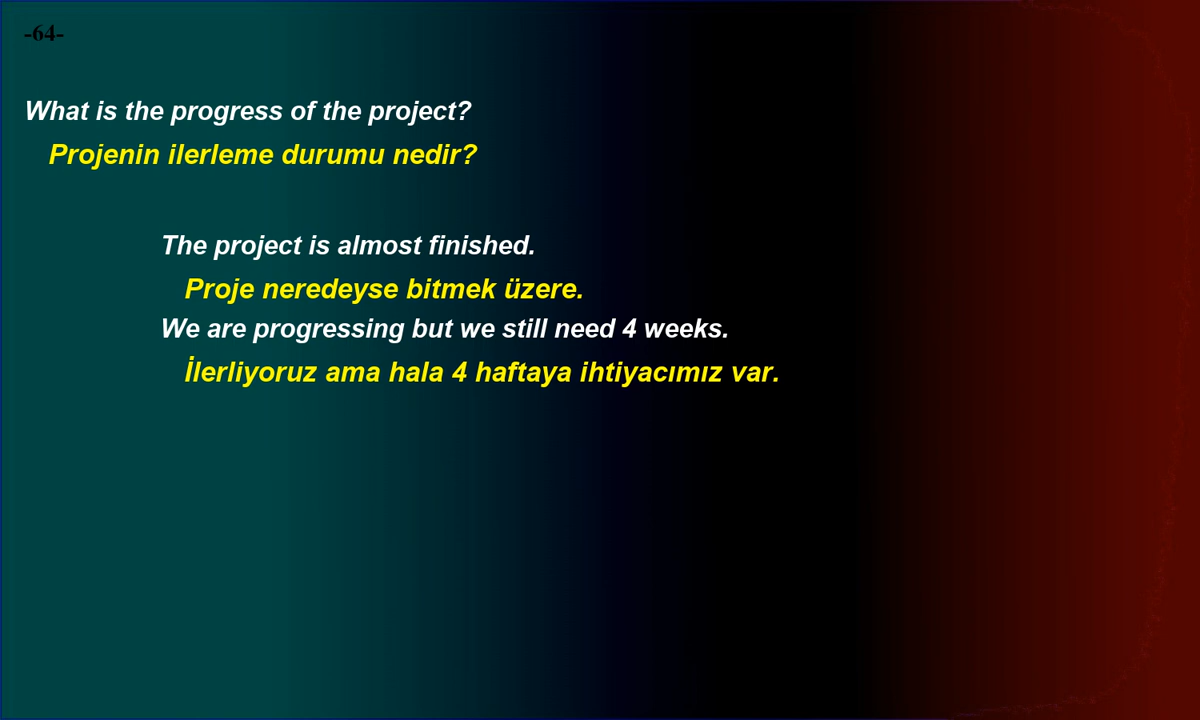 -64-
What is the progress of the project?
Projenin ilerleme durumu nedir?
The project is almost finished.
Proje neredeyse bitmek üzere.
We are progressing but we still need 4 weeks.
İlerliyoruz ama hala 4 haftaya ihtiyacımız var.